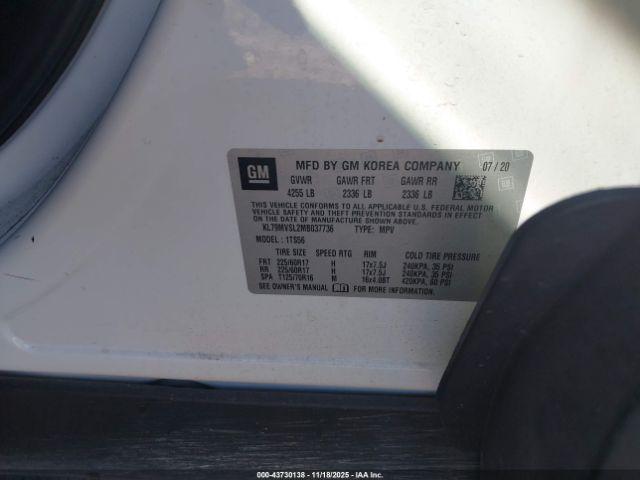 GM
MFD BY GM KOREA COMPANY 07/20
GVWR GAWR FRT GAWR RR
4255 LB 2336 LB 2336 LB
THIS VEHICLE CONFORMS TO ALL APPLICABLE U.S. FEDERAL MOTOR
VEHICLE SAFETY, BUMPER, AND THEFT PREVENTION STANDARDS
IN EFFECT ON THE DATE OF MANUFACTURE SHOWN ABOVE.
KL79MVSL2MB037736 TYPE: MPV
MODEL: 1TS56
TIRE SIZE SPEED RTG RIM COLD TIRE PRESSURE
FRT 225/60R17 H 17x7.5J 240KPA, 35 PSI
RR 225/60R17 H 17x7.5J 240KPA, 35 PSI
SPA T125/70R16 M 16x4.00T 420KPA, 60 PSI
SEE OWNER'S MANUAL FOR MORE INFORMATION.
000-43730138 - 11/18/2025 - IAA Inc.